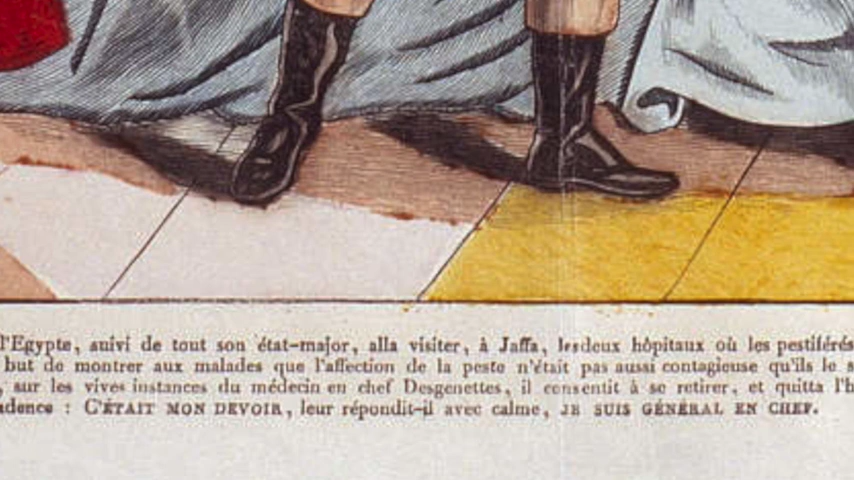 l'Egypte, suivi de tout son état-major, alla visiter, à Jaffa, lesdeux hôpitaux où les pestiférés
but de montrer aux malades que l'affection de la peste n'était pas aussi contagieuse qu'ils le s
, sur les vives instances du médecin en chef Desgenettes, il consentit à se retirer, et quitta l'h
dence : C'ÉTAIT MON DEVOIR, leur répondit-il avec calme, JE SUIS GÉNÉRAL EN CHEF.